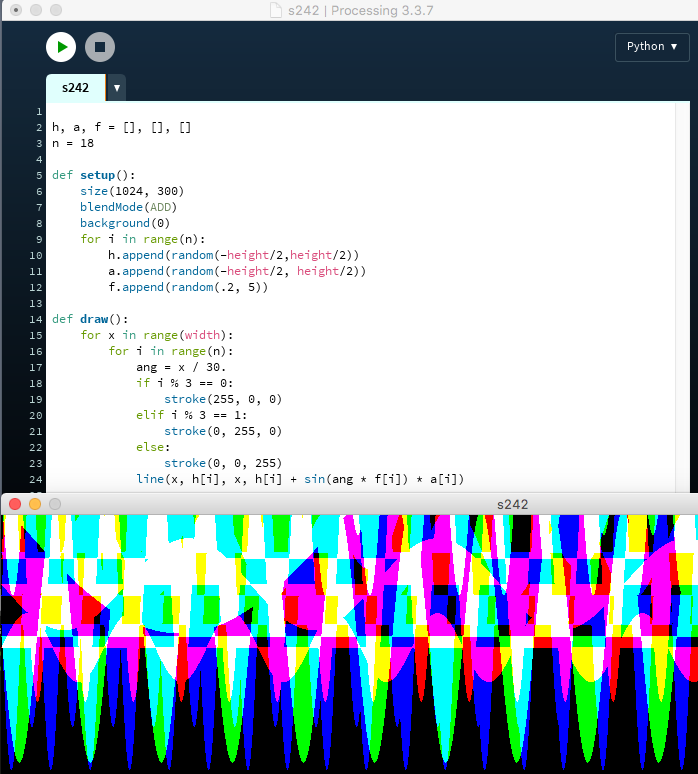 s242 | Processing 3.3.7
Python ▾
s242 ▾
1
2 h, a, f = [], [], []
3 n = 18
4
5 def setup():
6     size(1024, 300)
7     blendMode(ADD)
8     background(0)
9     for i in range(n):
10         h.append(random(-height/2,height/2))
11         a.append(random(-height/2, height/2))
12         f.append(random(.2, 5))
13
14 def draw():
15     for x in range(width):
16         for i in range(n):
17             ang = x / 30.
18             if i % 3 == 0:
19                 stroke(255, 0, 0)
20             elif i % 3 == 1:
21                 stroke(0, 255, 0)
22             else:
23                 stroke(0, 0, 255)
24             line(x, h[i], x, h[i] + sin(ang * f[i]) * a[i])
s242